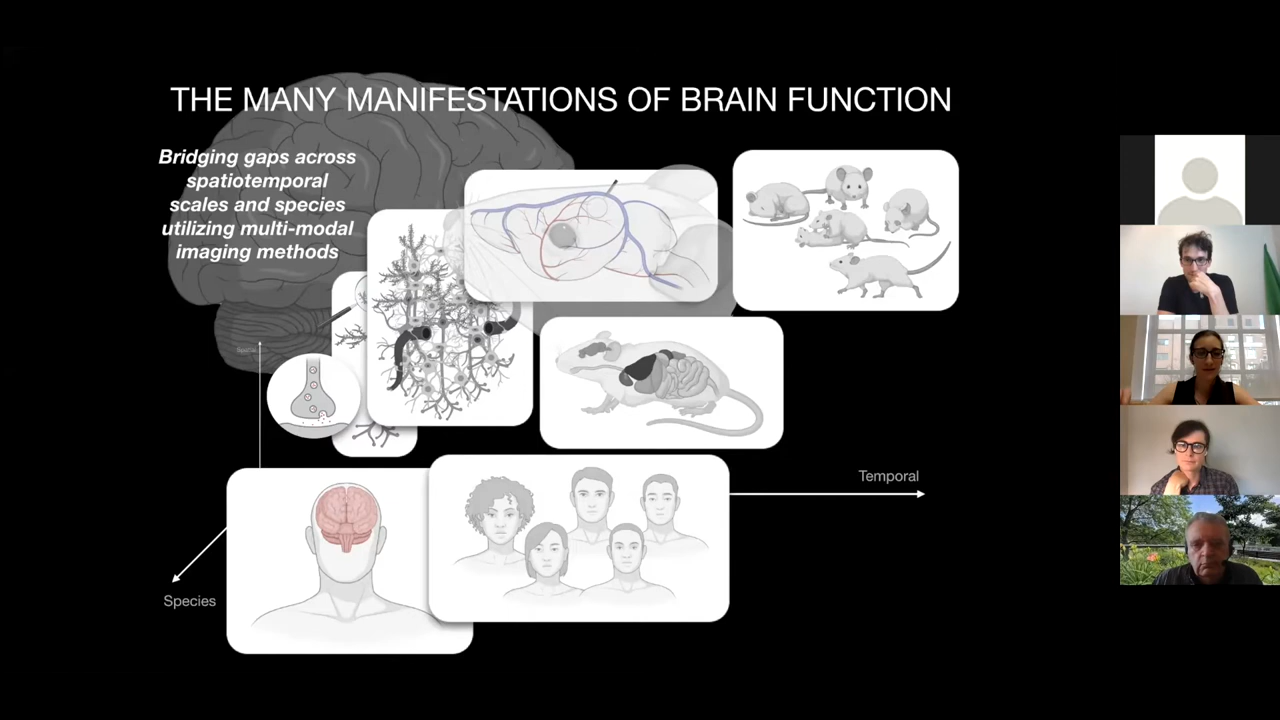 THE MANY MANIFESTATIONS OF BRAIN FUNCTION
Bridging gaps across
spatiotemporal
scales and species
utilizing multi-modal
imaging methods
Temporal
Species